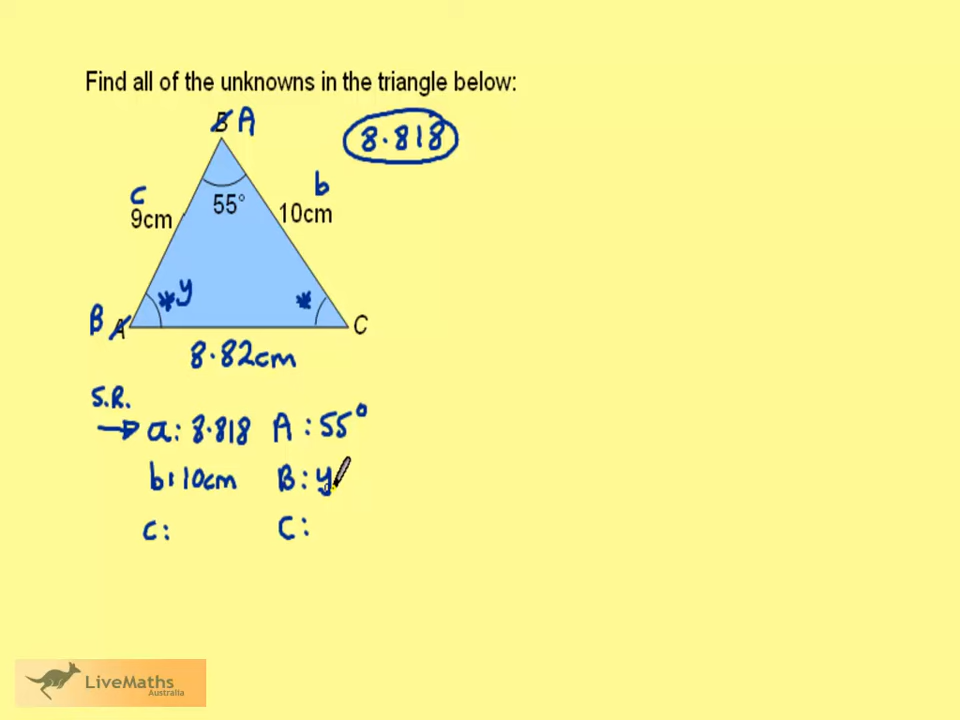 Find all of the unknowns in the triangle below:
B A
8.818
c
b
55°
9cm
10cm
* y
*
B A
C
8.82cm
S.R.
→ a: 8.818 A: 55°
b: 10cm B: y
c: C:
LiveMaths
Australia